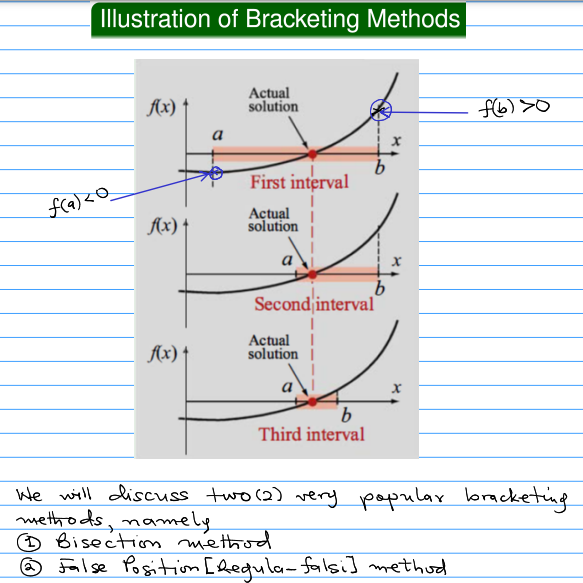 Illustration of Bracketing Methods
f(x)
Actual
solution
f(b) >0
a
x
b
First interval
f(a)<0
f(x)
Actual
solution
a
x
b
Second interval
f(x)
Actual
solution
a
x
b
Third interval
We will discuss two (2) very popular bracketing
methods, namely
① Bisection method
② False Position [Regula-falsi] method